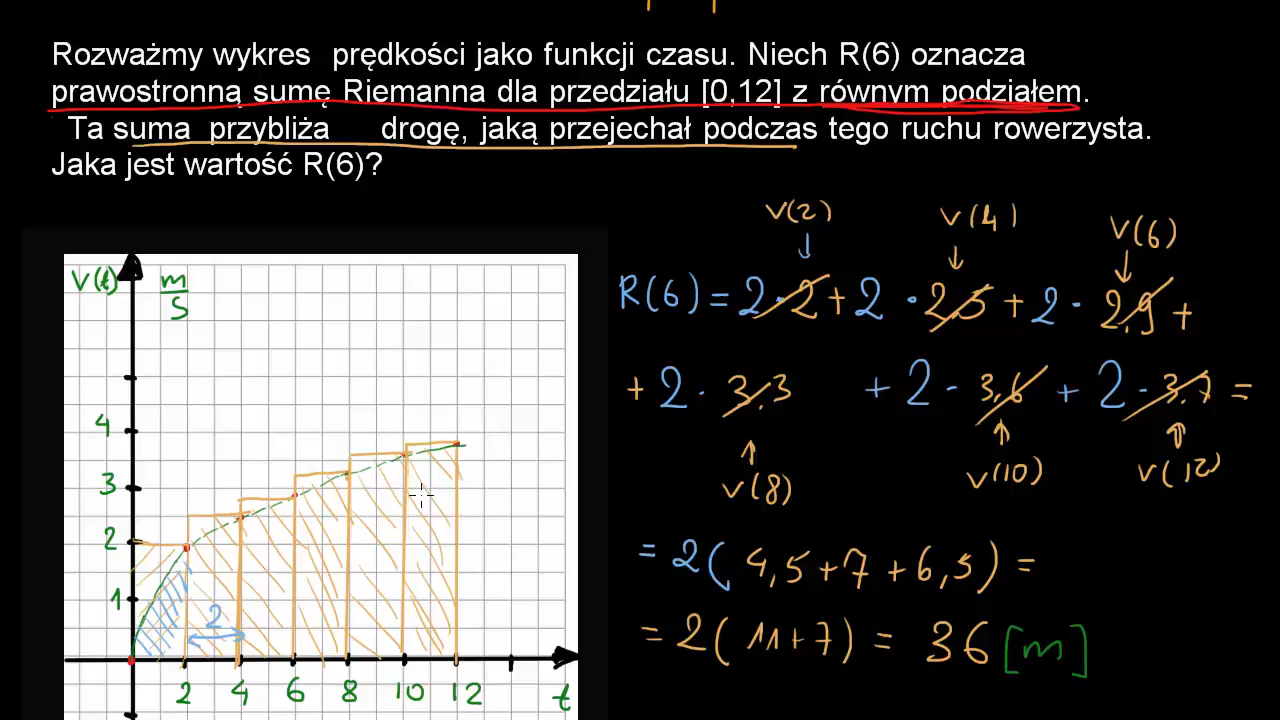 Rozważmy wykres prędkości jako funkcji czasu. Niech R(6) oznacza
prawostronną sumę Riemanna dla przedziału [0,12] z równym podziałem.
Ta suma przybliża drogę, jaką przejechał podczas tego ruchu rowerzysta.
Jaka jest wartość R(6)?
V(t) m/s
4
3
2
1
2
2 4 6 8 10 12 t
v(2) v(4) v(6)
R(6) = 2 · 2 + 2 · 2,5 + 2 · 2,9 +
+ 2 · 3,3 + 2 · 3,6 + 2 · 3,7 =
v(8) v(10) v(12)
= 2 ( 4,5 + 7 + 6,5 ) =
= 2 ( 11 + 7 ) = 36 [m]